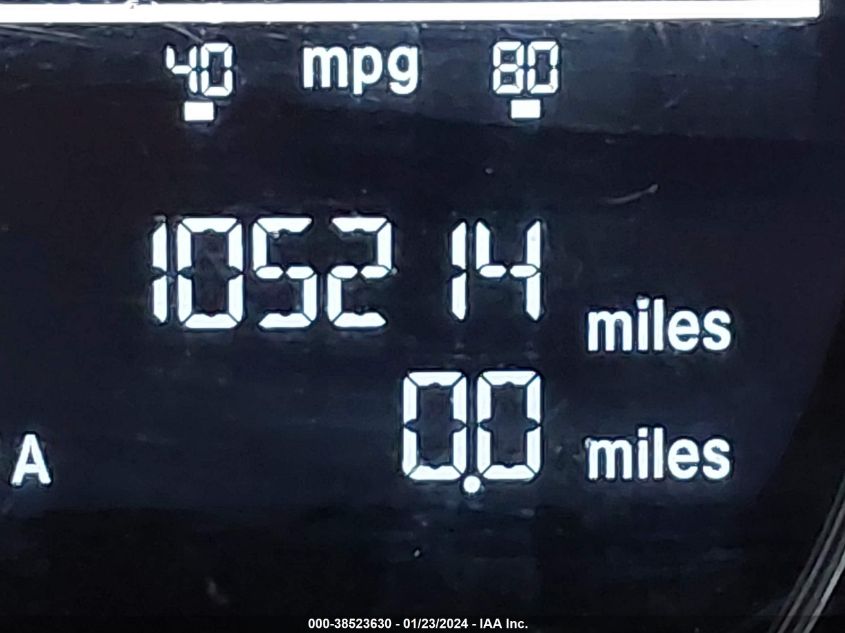 40 mpg 80
105214 miles
A 0.0 miles
000-38523630 - 01/23/2024 - IAA Inc.